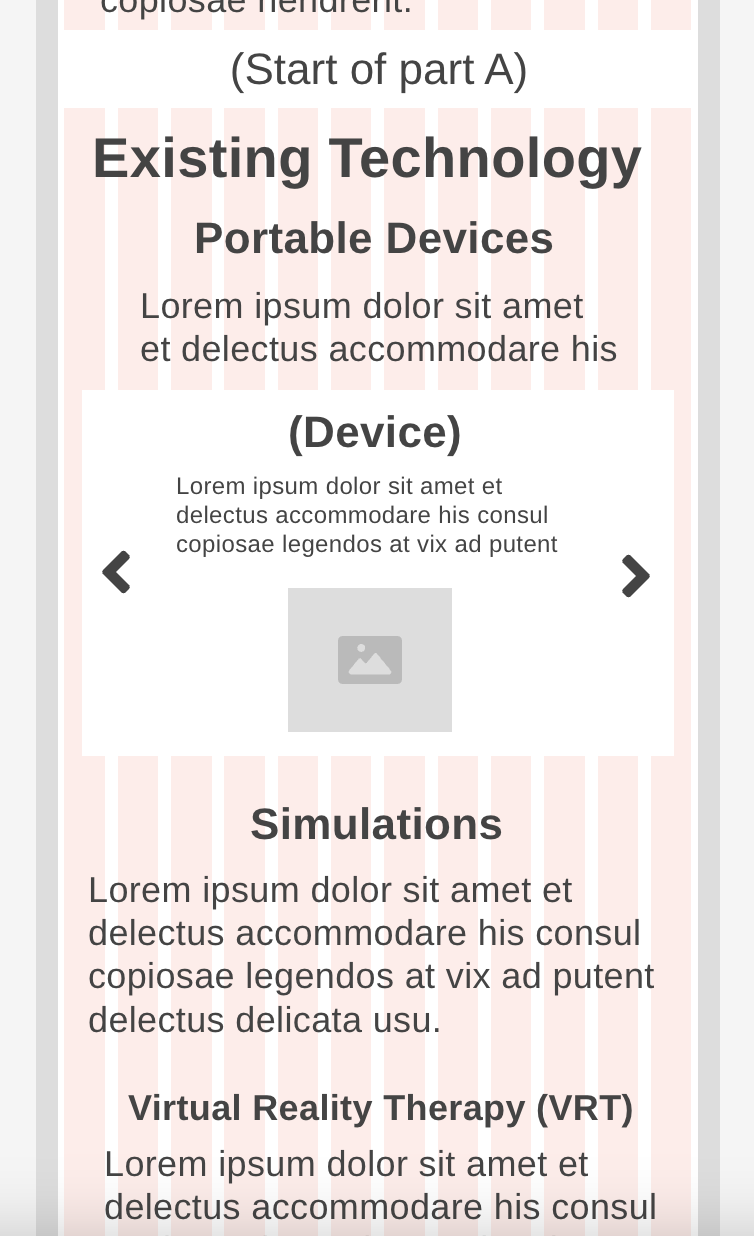 copiosae hendrerit.
(Start of part A)
Existing Technology
Portable Devices
Lorem ipsum dolor sit amet
et delectus accommodare his
(Device)
Lorem ipsum dolor sit amet et
delectus accommodare his consul
copiosae legendos at vix ad putent
Simulations
Lorem ipsum dolor sit amet et
delectus accommodare his consul
copiosae legendos at vix ad putent
delectus delicata usu.
Virtual Reality Therapy (VRT)
Lorem ipsum dolor sit amet et
delectus accommodare his consul